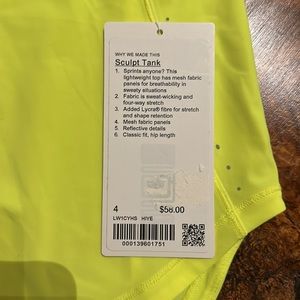 WHY WE MADE THIS
Sculpt Tank
1. Sprints anyone? This
lightweight top has mesh fabric
panels for breathability in
sweaty situations
2. Fabric is sweat-wicking and
four-way stretch
3. Added Lycra® fibre for stretch
and shape retention
4. Mesh fabric panels
5. Reflective details
6. Classic fit, hip length
4 $58.00
LW1CYHS HIYE
000139601751